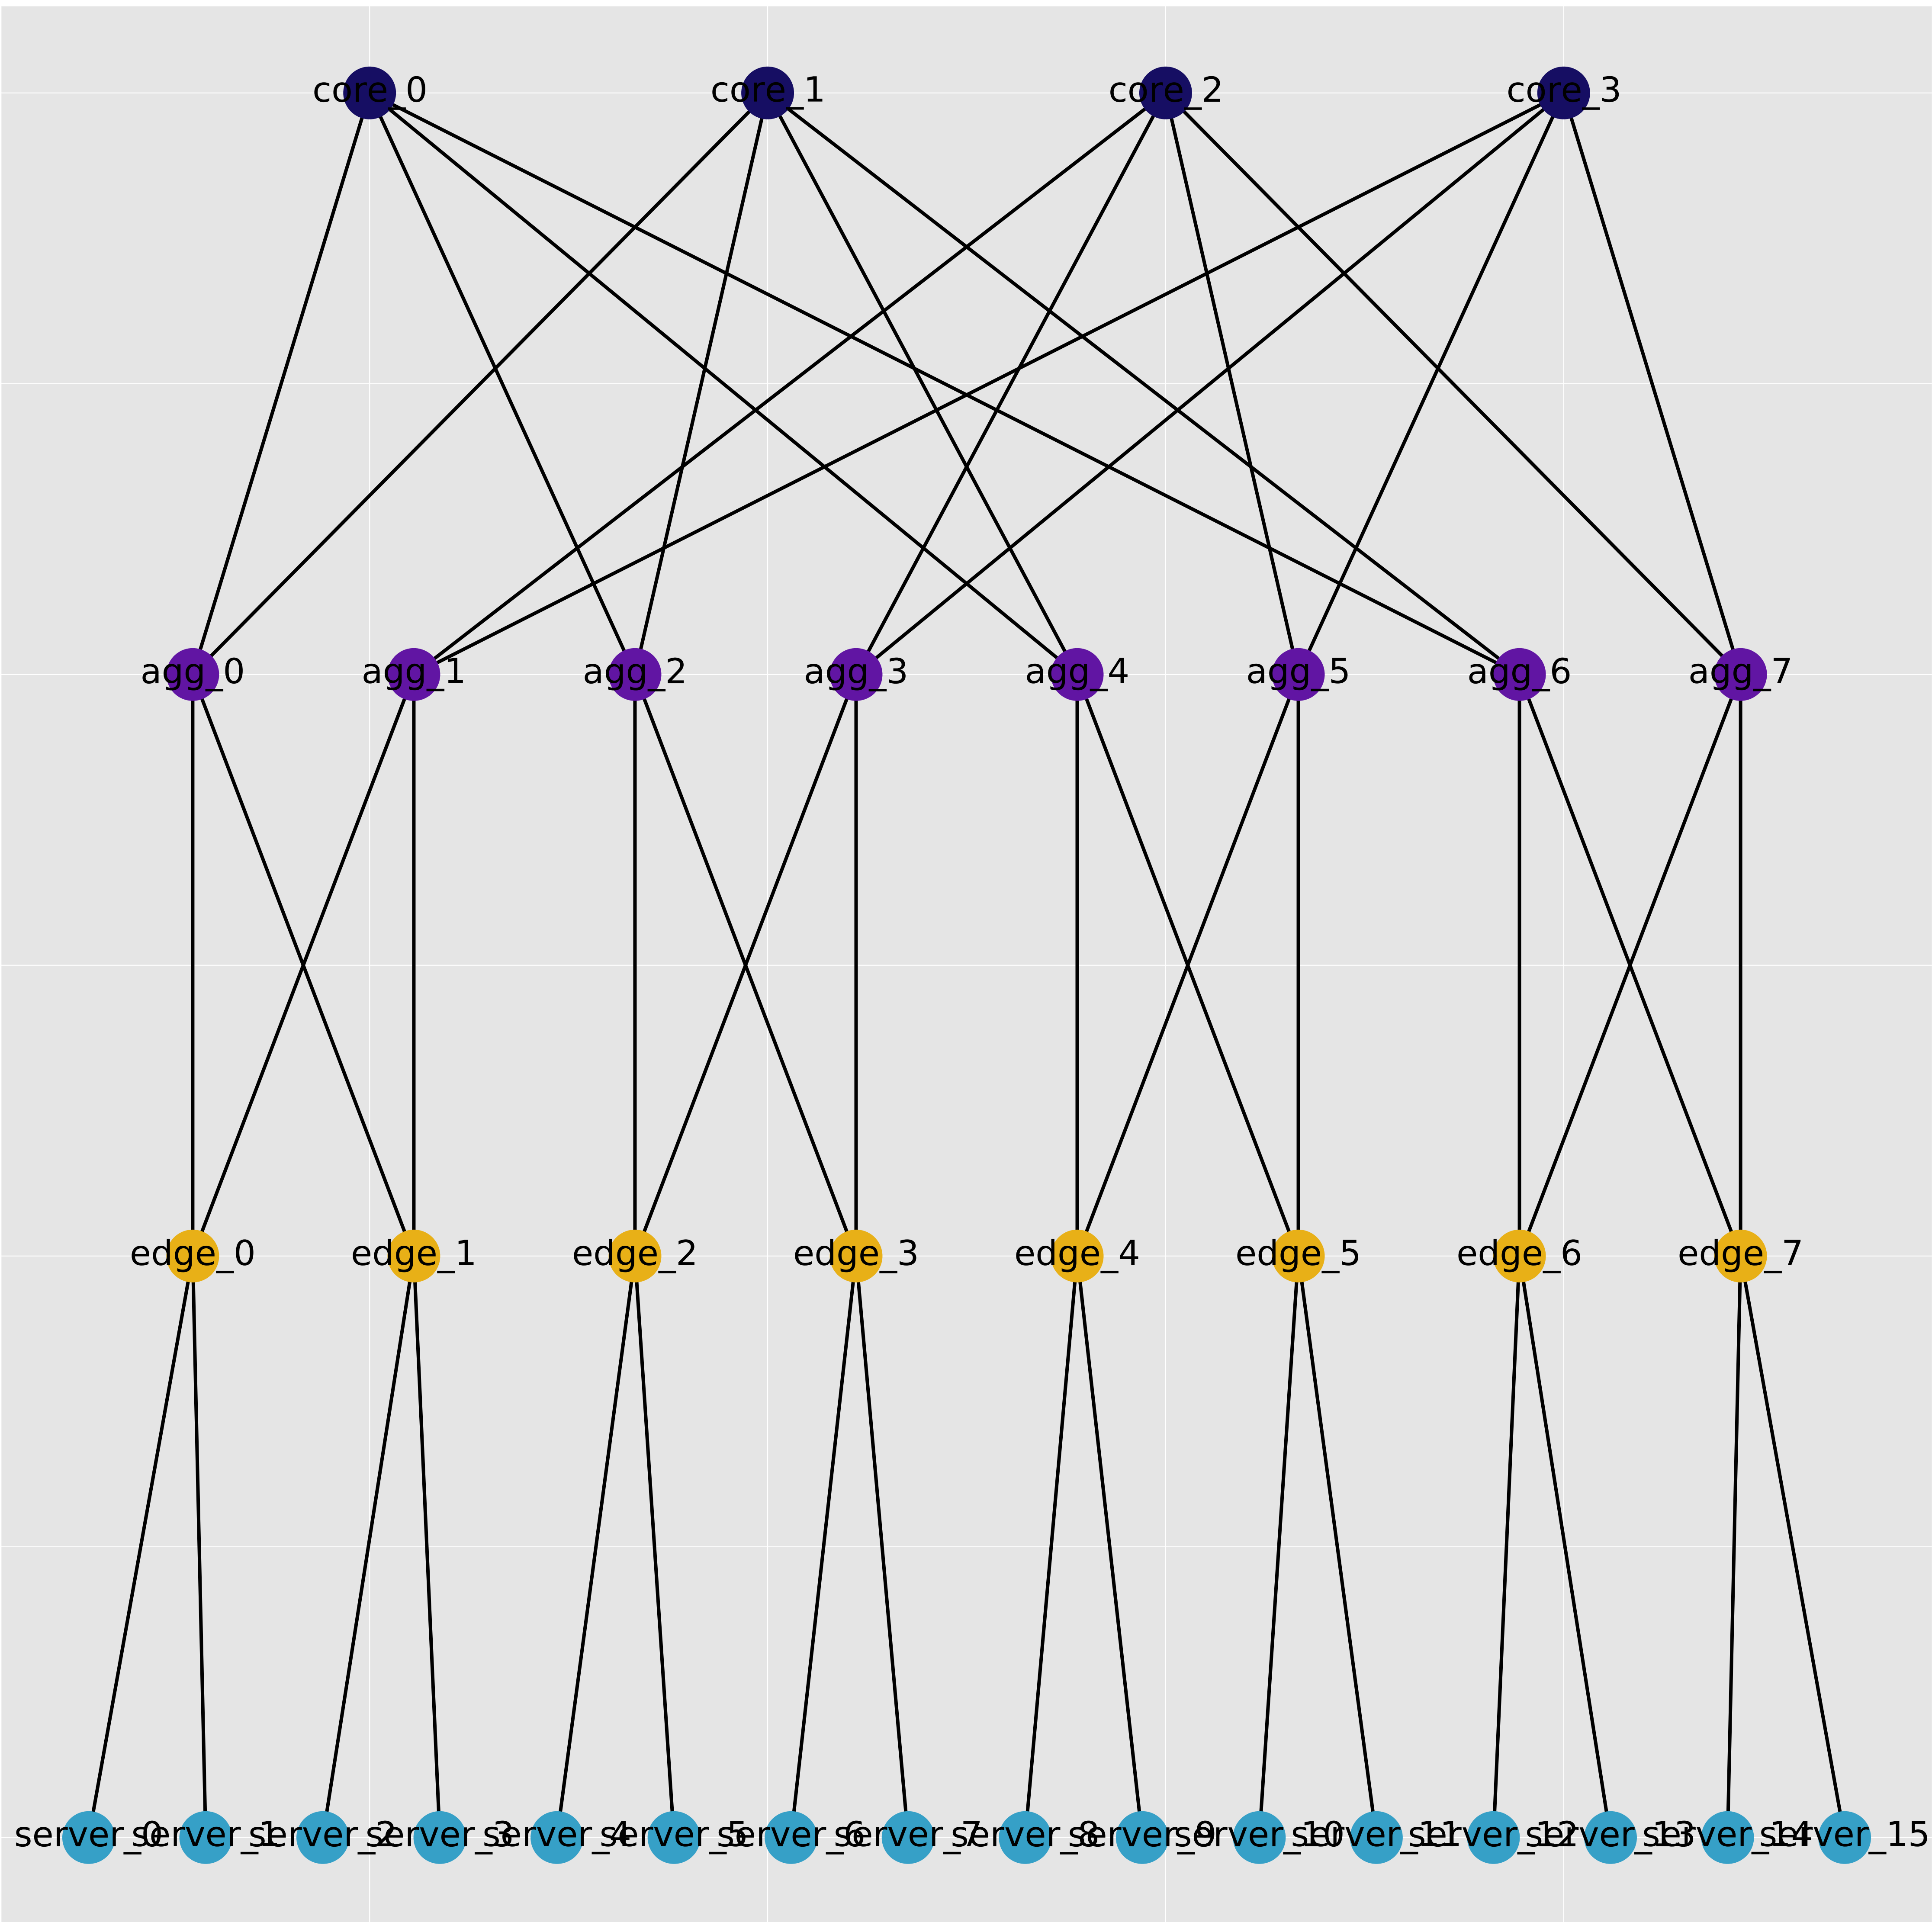 core_0 core_1 core_2 core_3
agg_0 agg_1 agg_2 agg_3 agg_4 agg_5 agg_6 agg_7
edge_0 edge_1 edge_2 edge_3 edge_4 edge_5 edge_6 edge_7
server_0 server_1 server_2 server_3 server_4 server_5 server_6 server_7 server_8 server_9 server_10 server_11 server_12 server_13 server_14 server_15